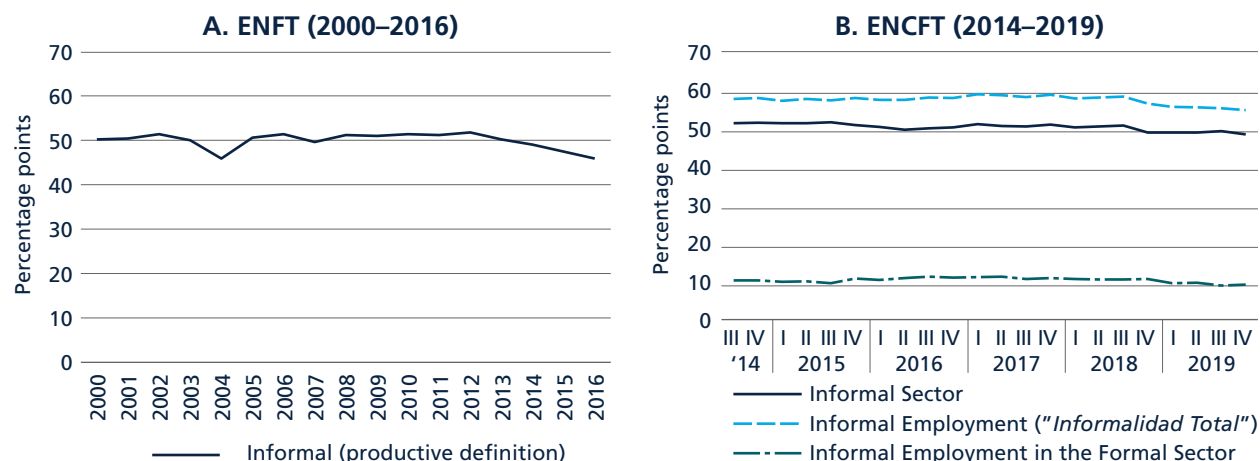 A. ENFT (2000–2016)
Percentage points
70
60
50
40
30
20
10
0
2000 2001 2002 2003 2004 2005 2006 2007 2008 2009 2010 2011 2012 2013 2014 2015 2016
Informal (productive definition)
B. ENCFT (2014–2019)
Percentage points
70
60
50
40
30
20
10
0
III IV I II III IV I II III IV I II III IV I II III IV I II III IV
‘14 2015 2016 2017 2018 2019
Informal Sector
Informal Employment (”Informalidad Total”)
Informal Employment in the Formal Sector